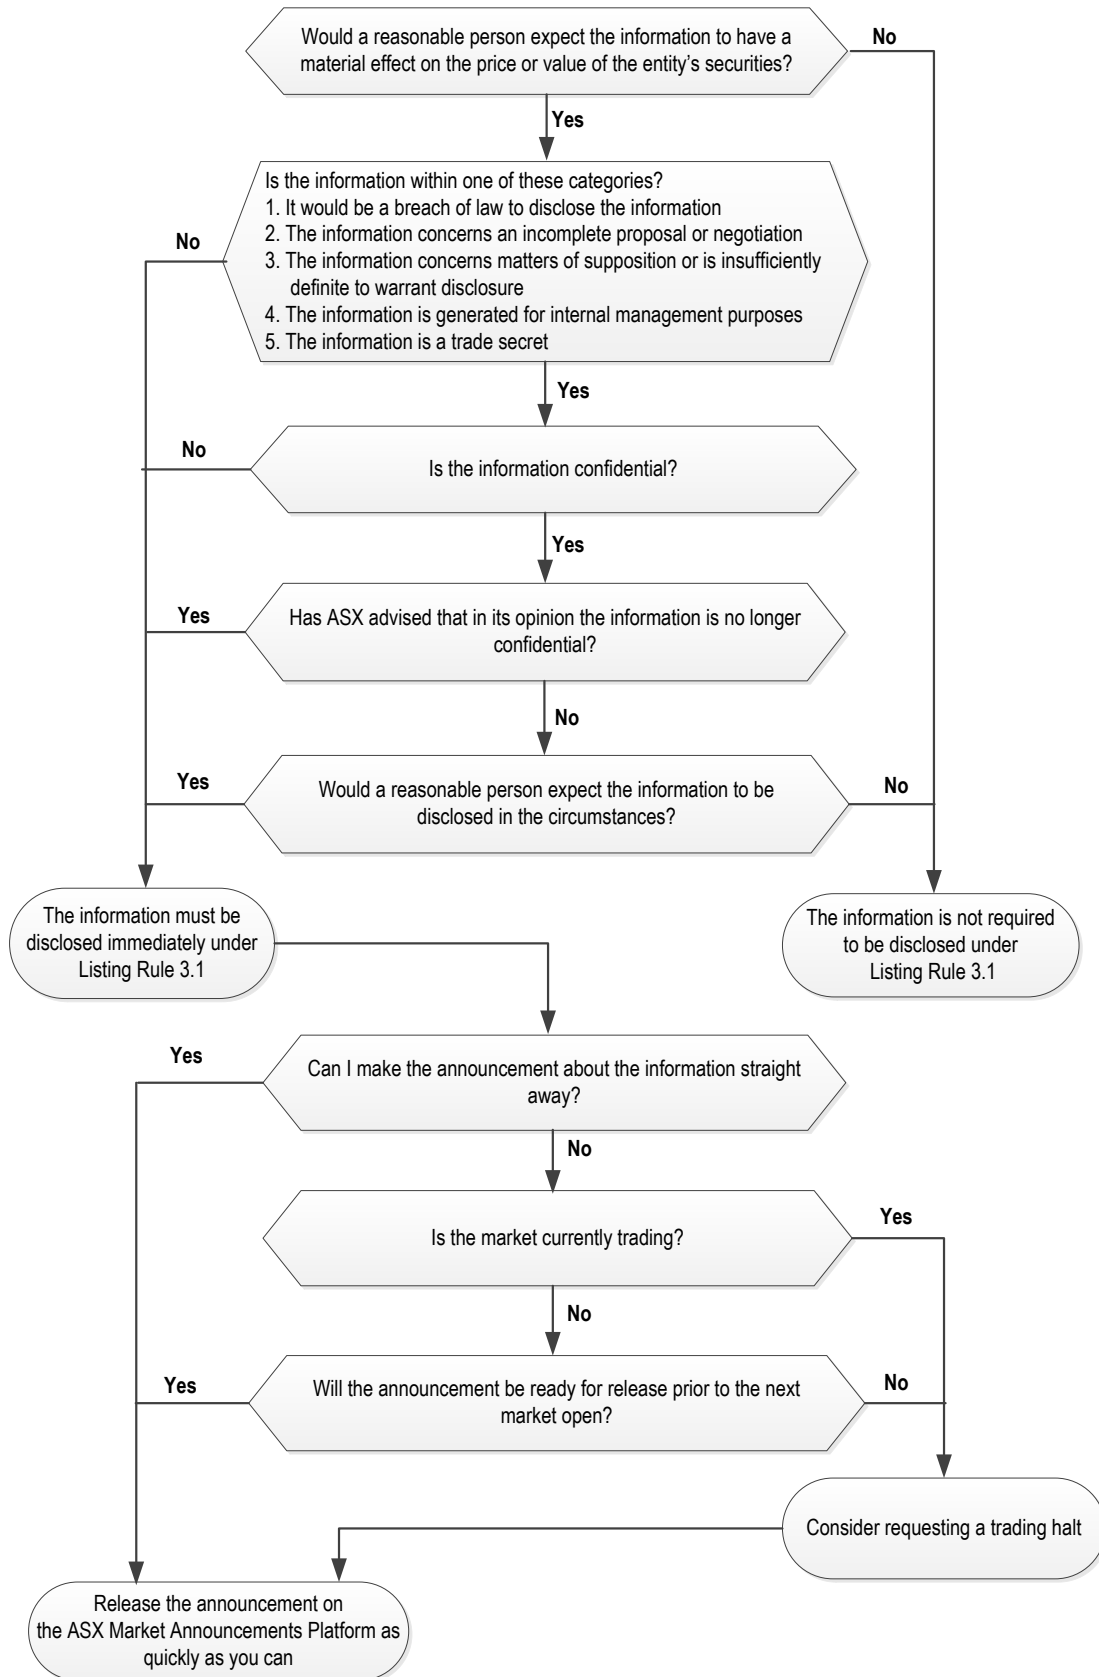 Would a reasonable person expect the information to have a
material effect on the price or value of the entity’s securities?
No
Yes
Is the information within one of these categories?
1. It would be a breach of law to disclose the information
2. The information concerns an incomplete proposal or negotiation
3. The information concerns matters of supposition or is insufficiently
definite to warrant disclosure
4. The information is generated for internal management purposes
5. The information is a trade secret
No
Yes
No
Is the information confidential?
Yes
Yes
Has ASX advised that in its opinion the information is no longer
confidential?
No
Yes
Would a reasonable person expect the information to be
disclosed in the circumstances?
No
The information must be
disclosed immediately under
Listing Rule 3.1
The information is not required
to be disclosed under
Listing Rule 3.1
Yes
Can I make the announcement about the information straight
away?
No
Is the market currently trading?
Yes
No
Yes
Will the announcement be ready for release prior to the next
market open?
No
Consider requesting a trading halt
Release the announcement on
the ASX Market Announcements Platform as
quickly as you can